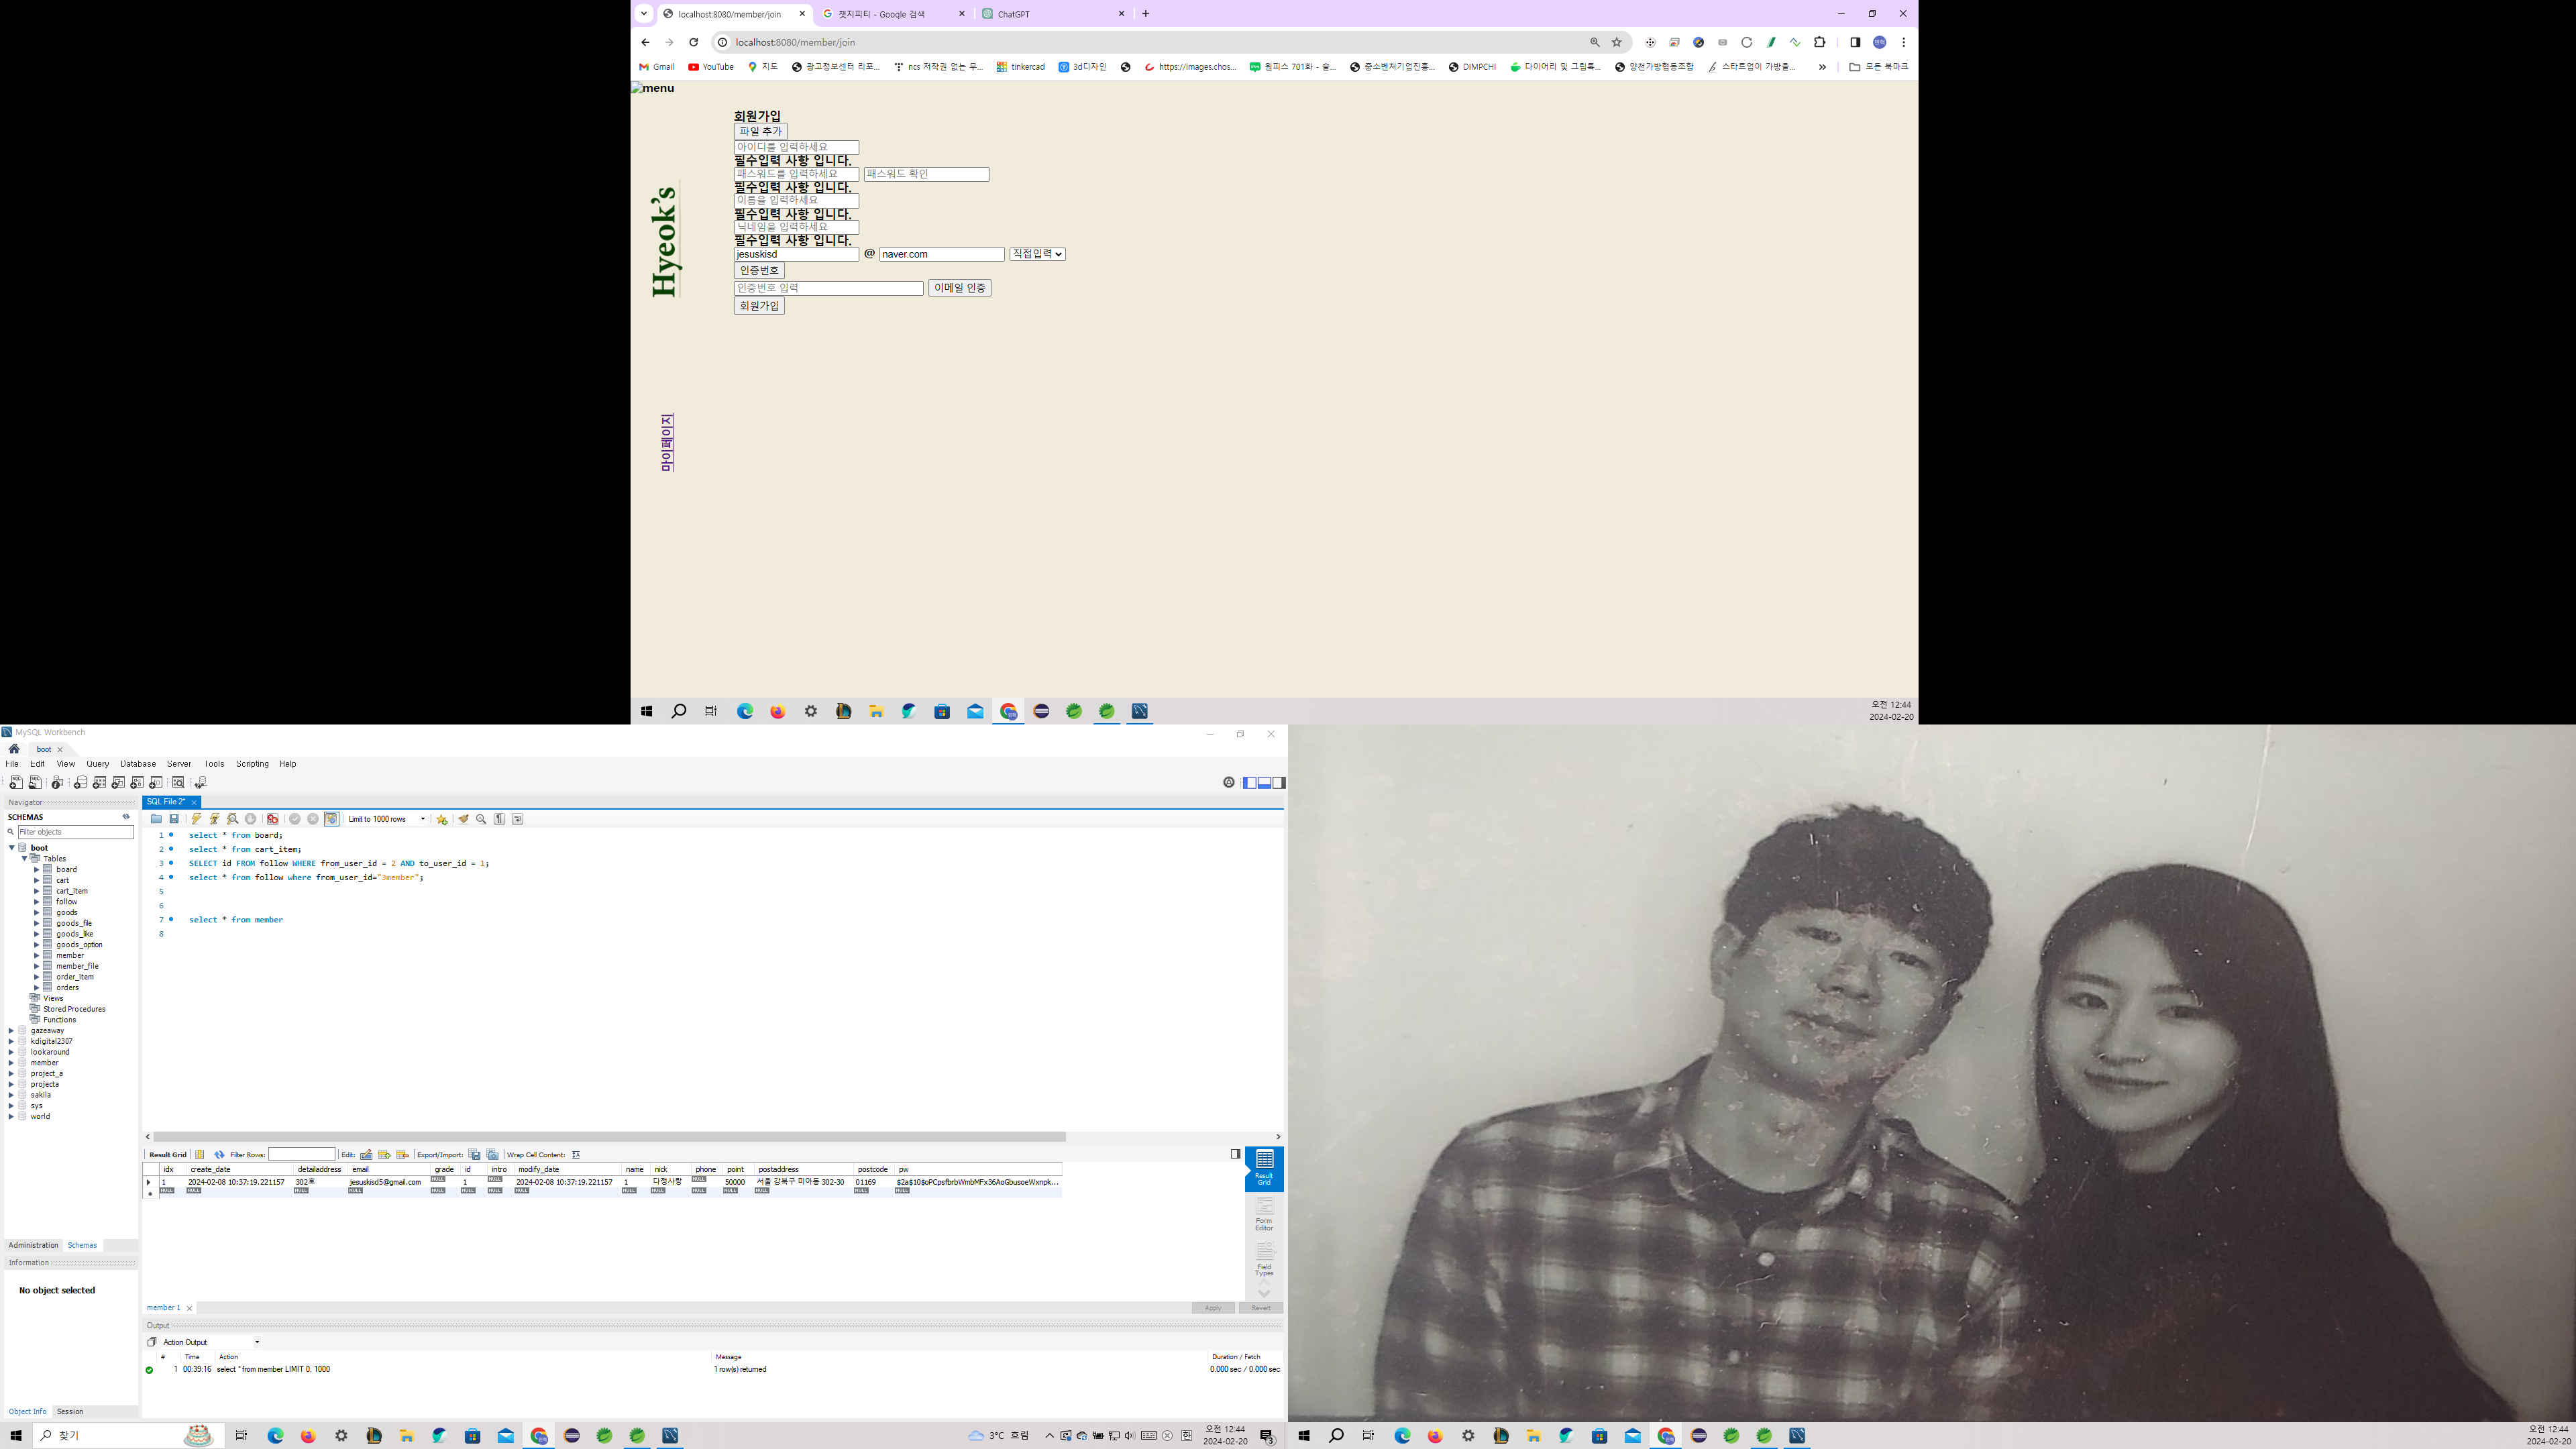 localhost:8080/member/join
챗지피티 - Google 검색
ChatGPT
localhost:8080/member/join
Gmail
YouTube
지도
광고정보센터 리포...
ncs 저작권 없는 무...
tinkercad
3d디자인
https://images.chos...
원피스 701화 - 슬...
중소벤처기업진흥...
DIMPCHI
다이어리 및 그립톡...
양천가방협동조합
스타트업이 가방을...
»
모든 북마크
menu
회원가입
파일 추가
아이디를 입력하세요
필수입력 사항 입니다.
패스워드를 입력하세요 패스워드 확인
필수입력 사항 입니다.
이름을 입력하세요
필수입력 사항 입니다.
닉네임을 입력하세요
필수입력 사항 입니다.
jesuskisd @ naver.com 직접입력
인증번호
인증번호 입력 이메일 인증
회원가입
Hyeok's
마이페이지
오전 12:44
2024-02-20
MySQL Workbench
boot
File Edit View Query Database Server Tools Scripting Help
Navigator
SCHEMAS
Filter objects
boot
Tables
board
cart
cart_item
follow
goods
goods_file
goods_like
goods_option
member
member_file
order_item
orders
Views
Stored Procedures
Functions
gazeaway
kdigital2307
lookaround
member
project_a
projecta
sakila
sys
world
Administration Schemas
Information
No object selected
Object Info Session
SQL File 2*
Limit to 1000 rows
1 select * from board;
2 select * from cart_item;
3 SELECT id FROM follow WHERE from_user_id = 2 AND to_user_id = 1;
4 select * from follow where from_user_id="3member";
5
6
7 select * from member
8
Result Grid Filter Rows: Edit: Export/Import: Wrap Cell Content:
idx create_date detailaddress email grade id intro modify_date name nick phone point postaddress postcode pw
1 2024-02-08 10:37:19.221157 302호 jesuskisd5@gmail.com NULL 1 NULL 2024-02-08 10:37:19.221157 1 다정사랑 NULL 50000 서울 강북구 미아동 302-30 01169 $2a$10$oPCpsfbrbWmbMFx36AoGbusoeWxnpk...
NULL NULL NULL NULL NULL NULL NULL NULL NULL NULL NULL NULL NULL NULL NULL
Result Grid
Form Editor
Field Types
member 1
Apply Revert
Output
Action Output
# Time Action Message Duration / Fetch
1 00:39:16 select * from member LIMIT 0, 1000 1 row(s) returned 0.000 sec / 0.000 sec
찾기
3°C 흐림
한
오전 12:44
2024-02-20
3
오전 12:44
2024-02-20